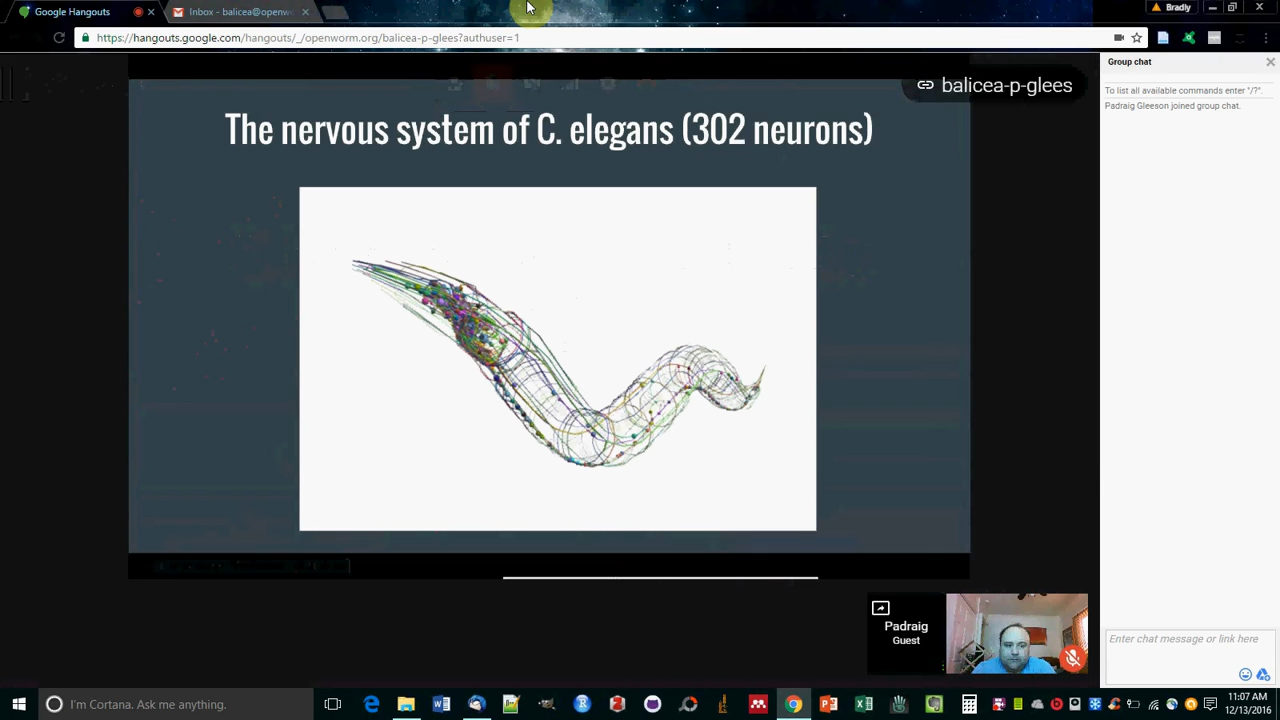 Google Hangouts
Inbox - balicea@openwo
Bradly
https://hangouts.google.com/hangouts/_/openworm.org/balicea-p-glees?authuser=1
Group chat
balicea-p-glees
To list all available commands enter "/?".
Padraig Gleeson joined group chat.
The nervous system of C. elegans (302 neurons)
Padraig
Guest
Enter chat message or link here
I'm Cortana. Ask me anything.
11:07 AM
12/13/2016